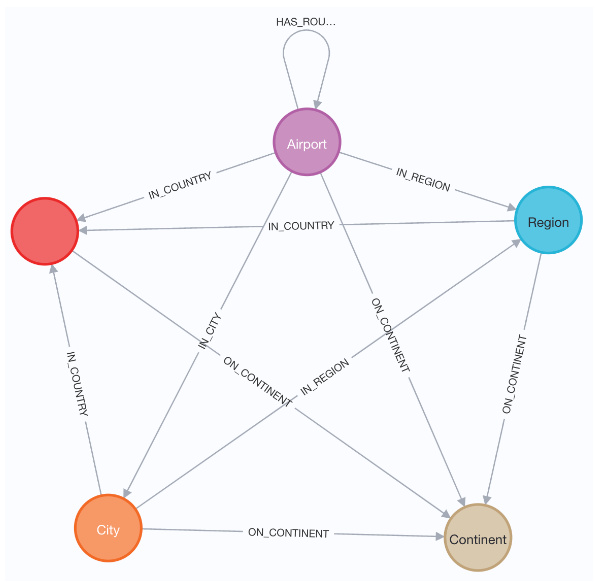 HAS_ROU…
Airport
IN_COUNTRY
IN_REGION
Region
IN_COUNTRY
IN_CITY
ON_CONTINENT
IN_COUNTRY
ON_CONTINENT
IN_REGION
ON_CONTINENT
City
ON_CONTINENT
Continent